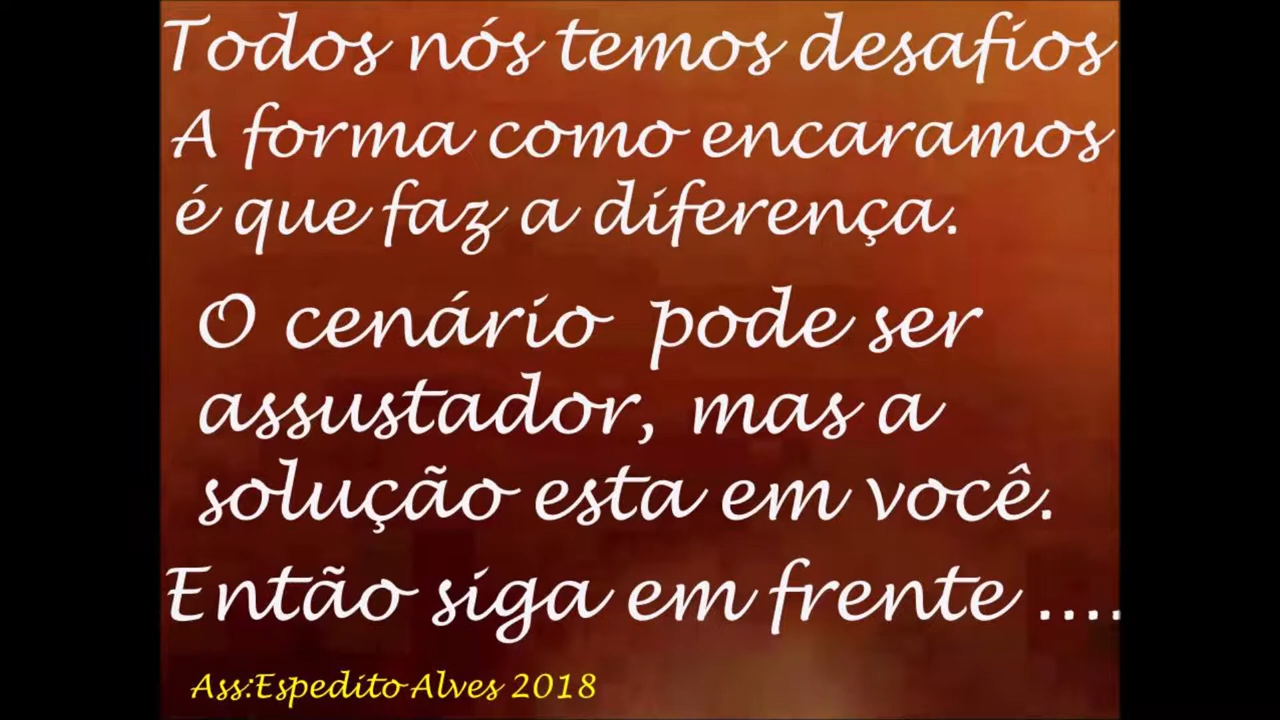 Todos nós temos desafios
A forma como encaramos
é que faz a diferença.
O cenário pode ser
assustador, mas a
solução esta em você.
Então siga em frente ....
Ass:Espedito Alves 2018